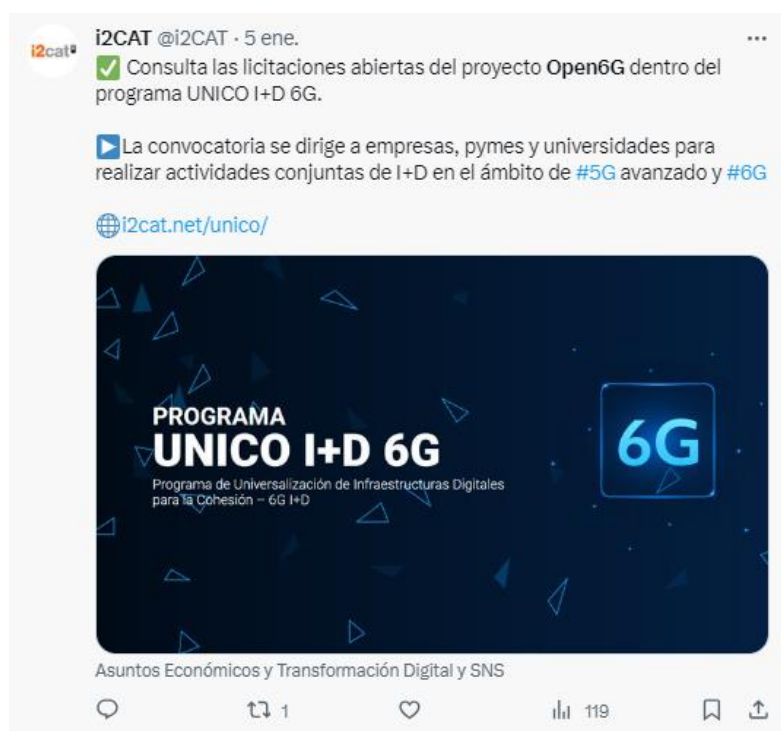 i2cat
i2CAT @i2CAT · 5 ene.
✅ Consulta las licitaciones abiertas del proyecto Open6G dentro del
programa UNICO I+D 6G.
▶️La convocatoria se dirige a empresas, pymes y universidades para
realizar actividades conjuntas de I+D en el ámbito de #5G avanzado y #6G
🌐i2cat.net/unico/
PROGRAMA
UNICO I+D 6G
Programa de Universalización de Infraestructuras Digitales
para la Cohesión – 6G I+D
6G
Asuntos Económicos y Transformación Digital y SNS
1
119